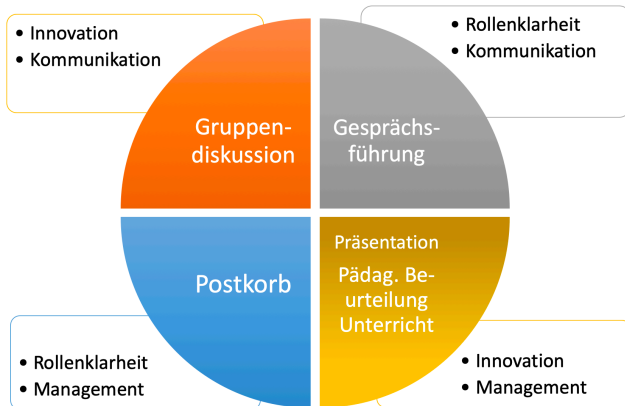 • Innovation
• Kommunikation
• Rollenklarheit
• Kommunikation
Gruppen-
diskussion
Gesprächs-
führung
Postkorb
Präsentation
Pädag. Be-
urteilung
Unterricht
• Rollenklarheit
• Management
• Innovation
• Management